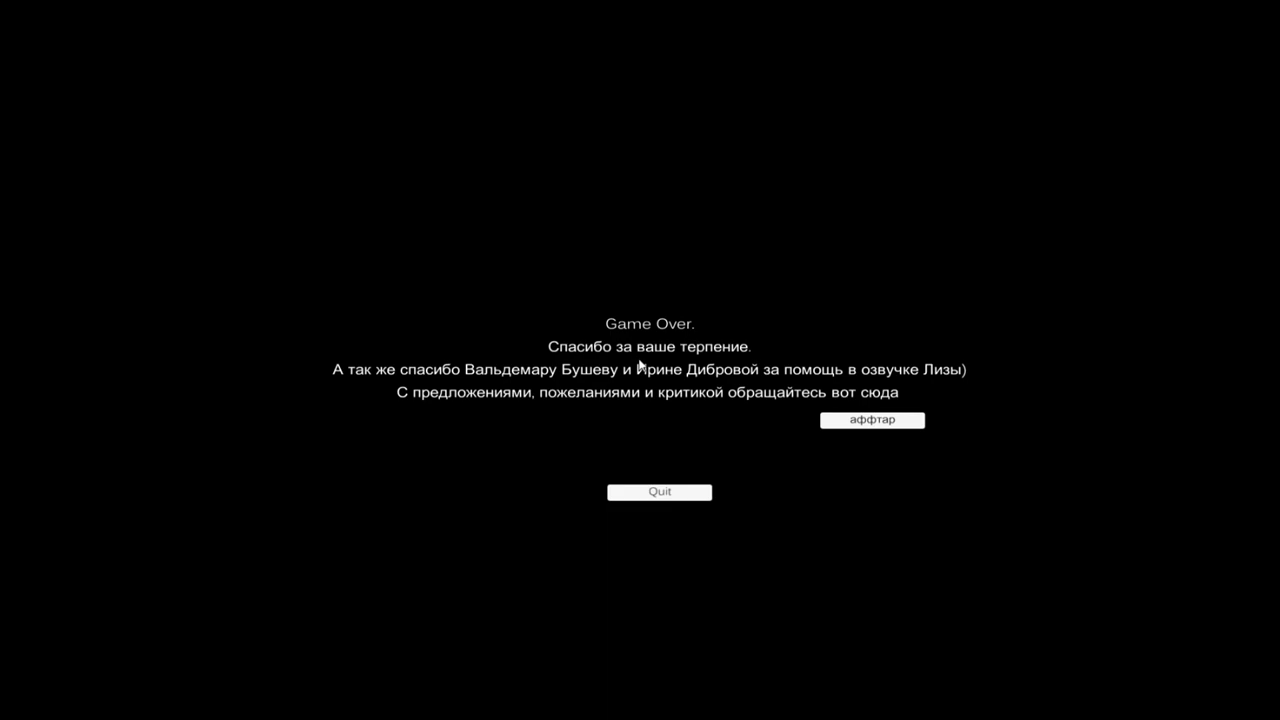 Game Over.
Спасибо за ваше терпение.
А так же спасибо Вальдемару Бушеву и Ирине Дибровой за помощь в озвучке Лизы)
С предложениями, пожеланиями и критикой обращайтесь вот сюда
аффтар
Quit